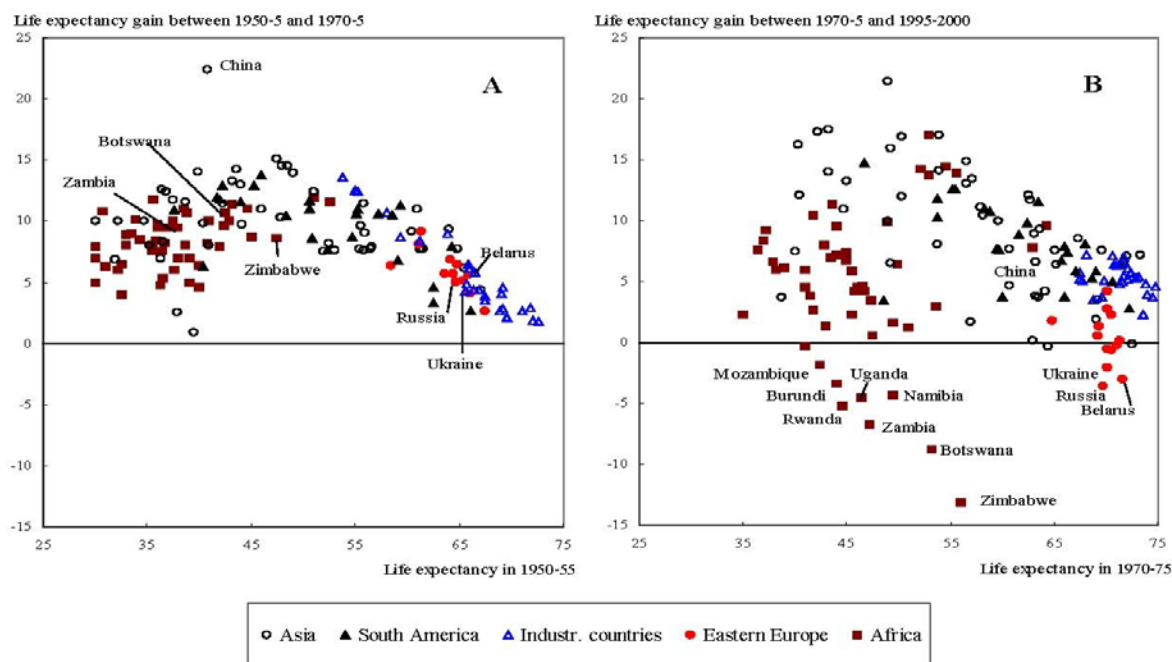 Life expectancy gain between 1950-5 and 1970-5
25
20
15
10
5
0
-5
-10
-15
China
A
Botswana
Zambia
Zimbabwe
Belarus
Russia
Ukraine
25 35 45 55 65 75
Life expectancy in 1950-55
Life expectancy gain between 1970-5 and 1995-2000
25
20
15
10
5
0
-5
-10
-15
B
China
Mozambique
Uganda
Ukraine
Burundi
Namibia
Russia
Rwanda
Belarus
Zambia
Botswana
Zimbabwe
25 35 45 55 65 75
Life expectancy in 1970-75
Asia South America Industr. countries Eastern Europe Africa